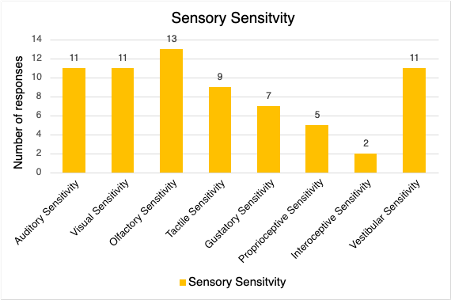 Sensory Sensitvity
Number of responses
14
12
10
8
6
4
2
0
11
11
13
9
7
5
2
11
Auditory Sensitivity
Visual Sensitivity
Olfactory Sensitivity
Tactile Sensitivity
Gustatory Sensitivity
Proprioceptive Sensitivity
Interoceptive Sensitivity
Vestibular Sensitivity
Sensory Sensitvity